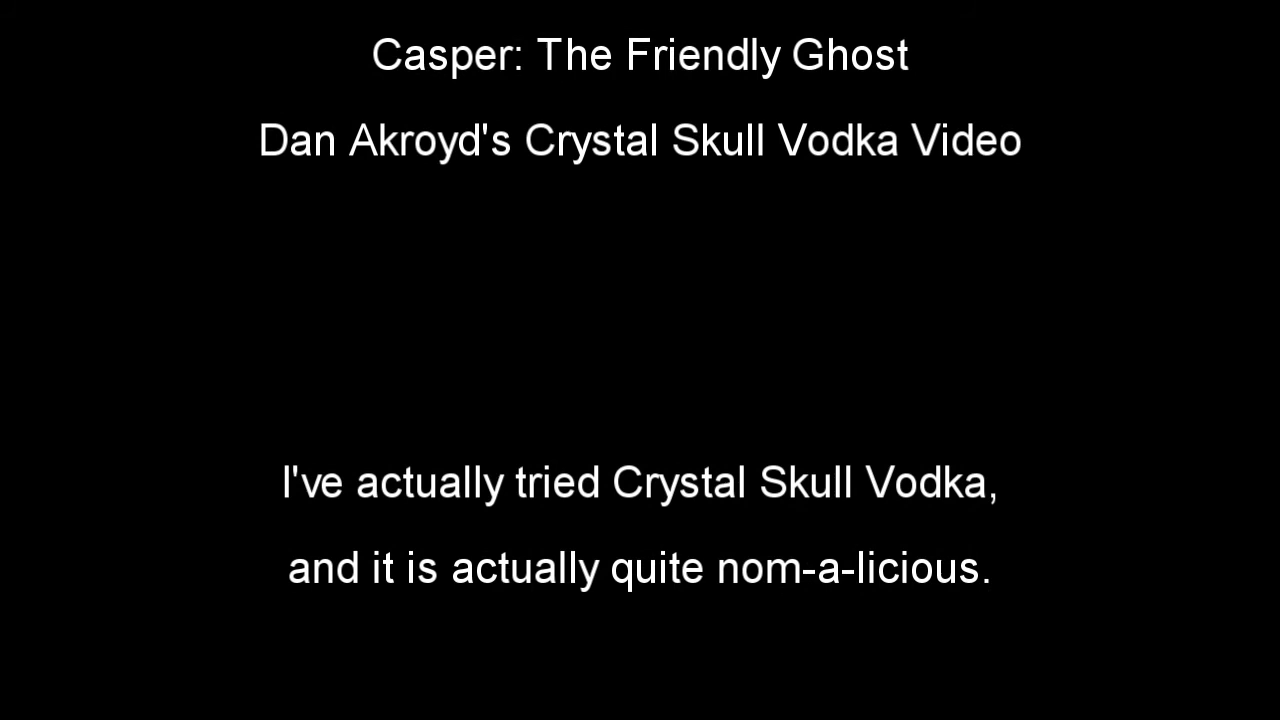 Casper: The Friendly Ghost
Dan Akroyd's Crystal Skull Vodka Video
I've actually tried Crystal Skull Vodka,
and it is actually quite nom-a-licious.